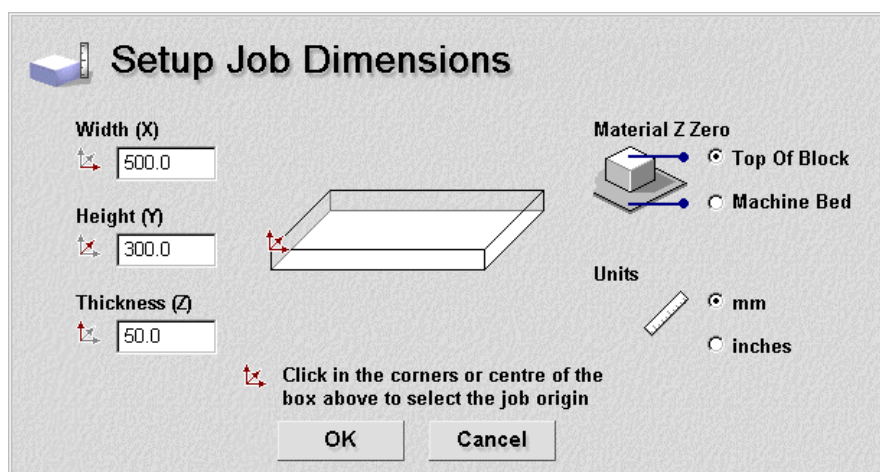 Setup Job Dimensions
Width (X)
500.0
Height (Y)
300.0
Thickness (Z)
50.0
Material Z Zero
Top Of Block
Machine Bed
Units
mm
inches
Click in the corners or centre of the
box above to select the job origin
OK
Cancel